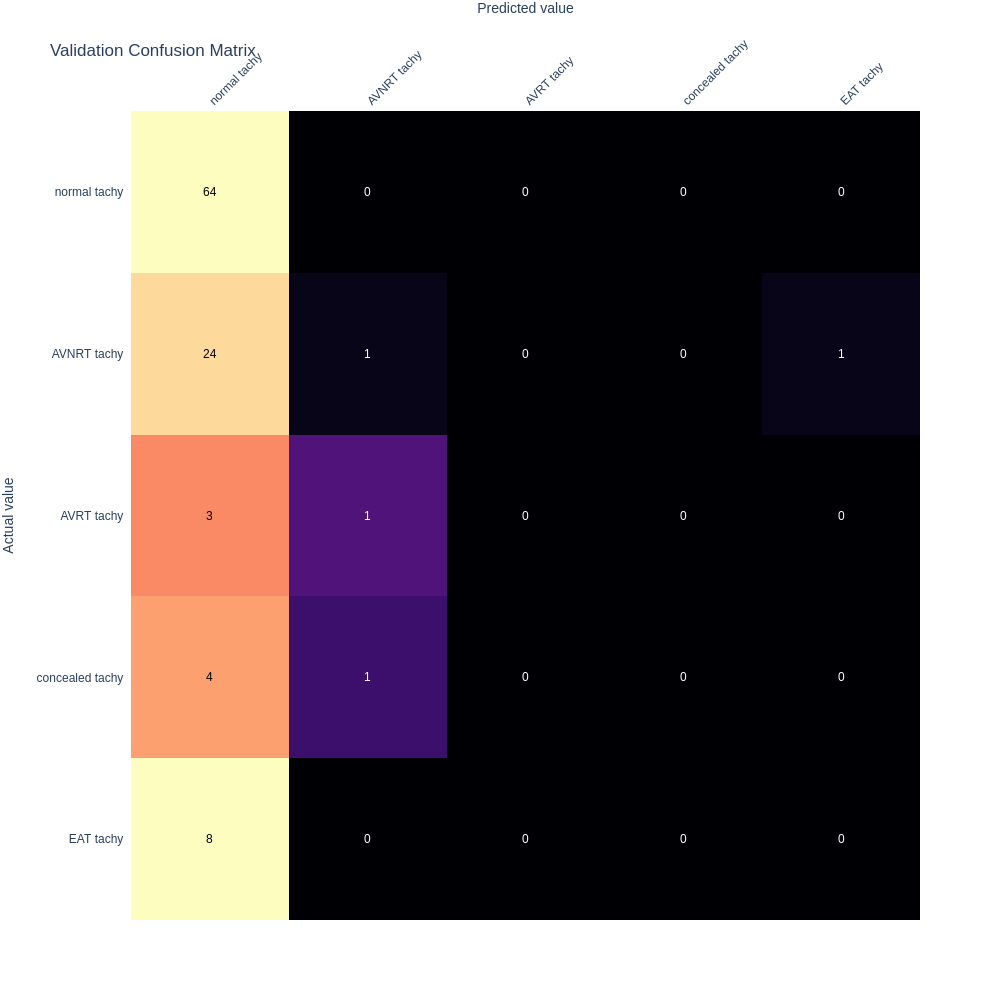 Predicted value
Validation Confusion Matrix
normal tachy
AVNRT tachy
AVRT tachy
concealed tachy
EAT tachy
normal tachy 64 0 0 0 0
AVNRT tachy 24 1 0 0 1
AVRT tachy 3 1 0 0 0
Actual value
concealed tachy 4 1 0 0 0
EAT tachy 8 0 0 0 0